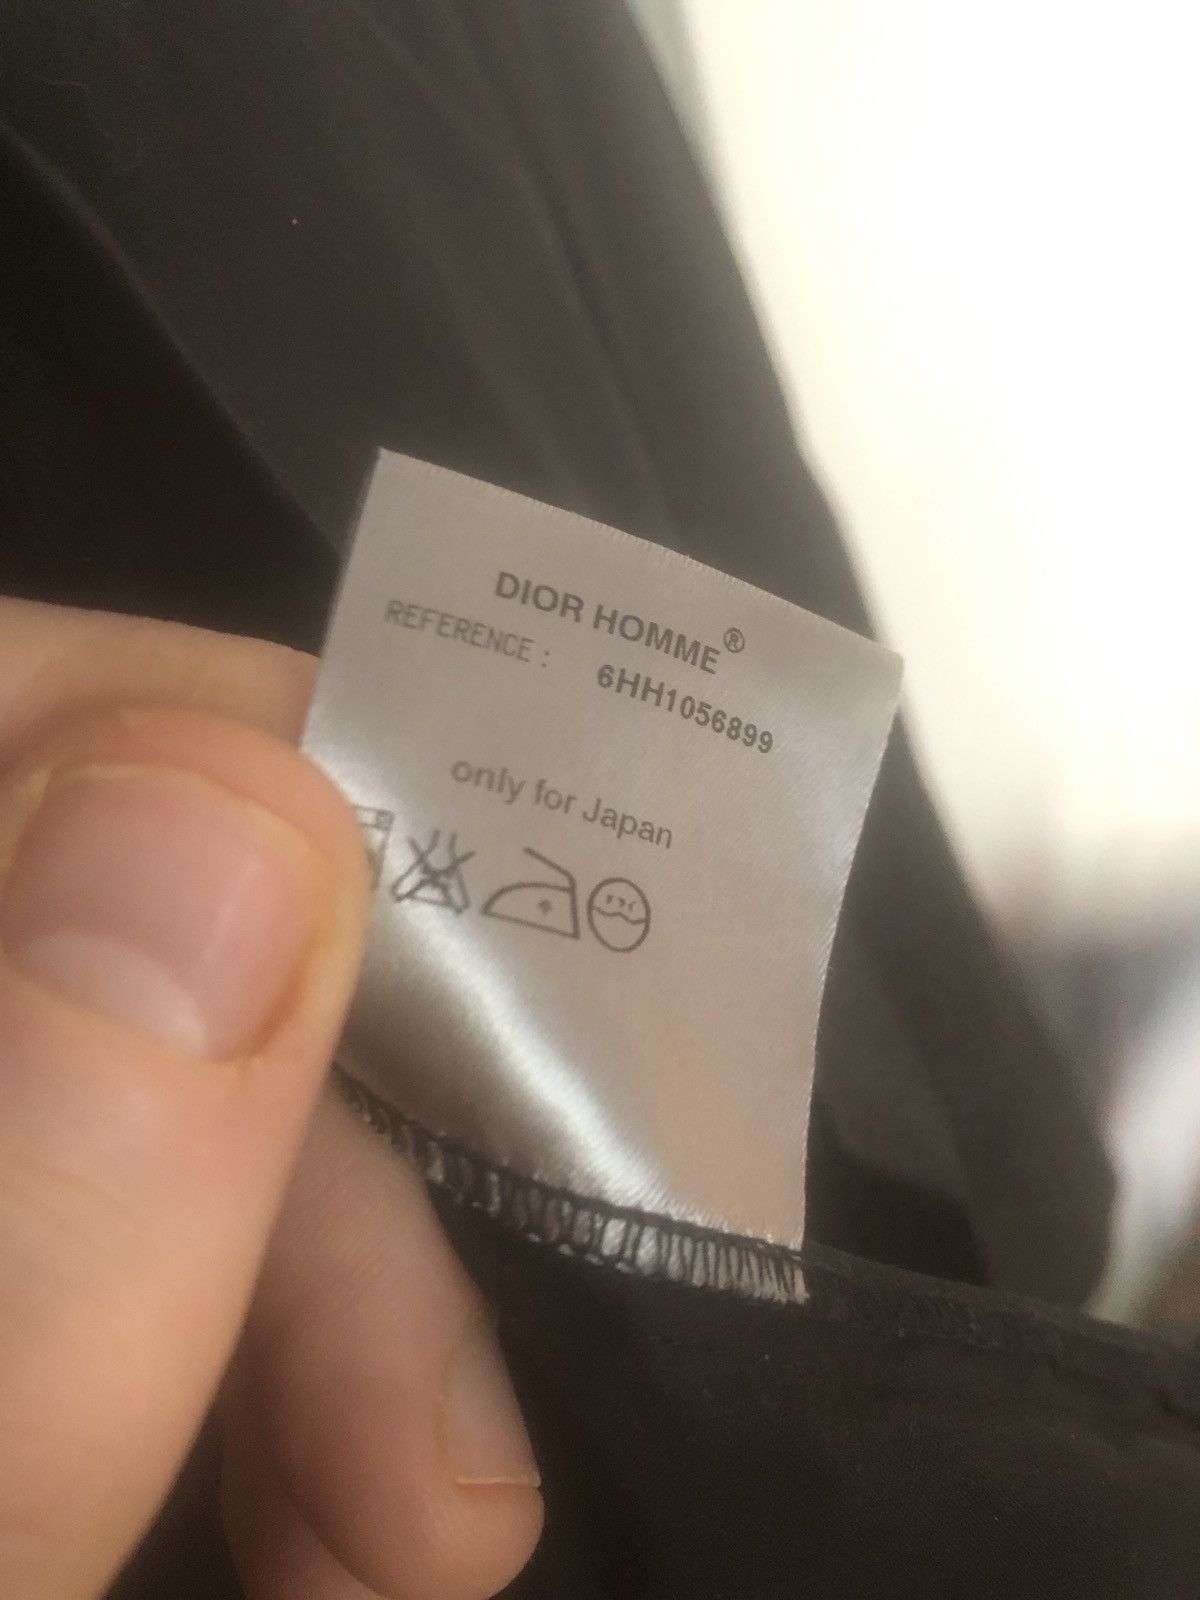 DIOR HOMME®
REFERENCE : 6HH1056899
only for Japan